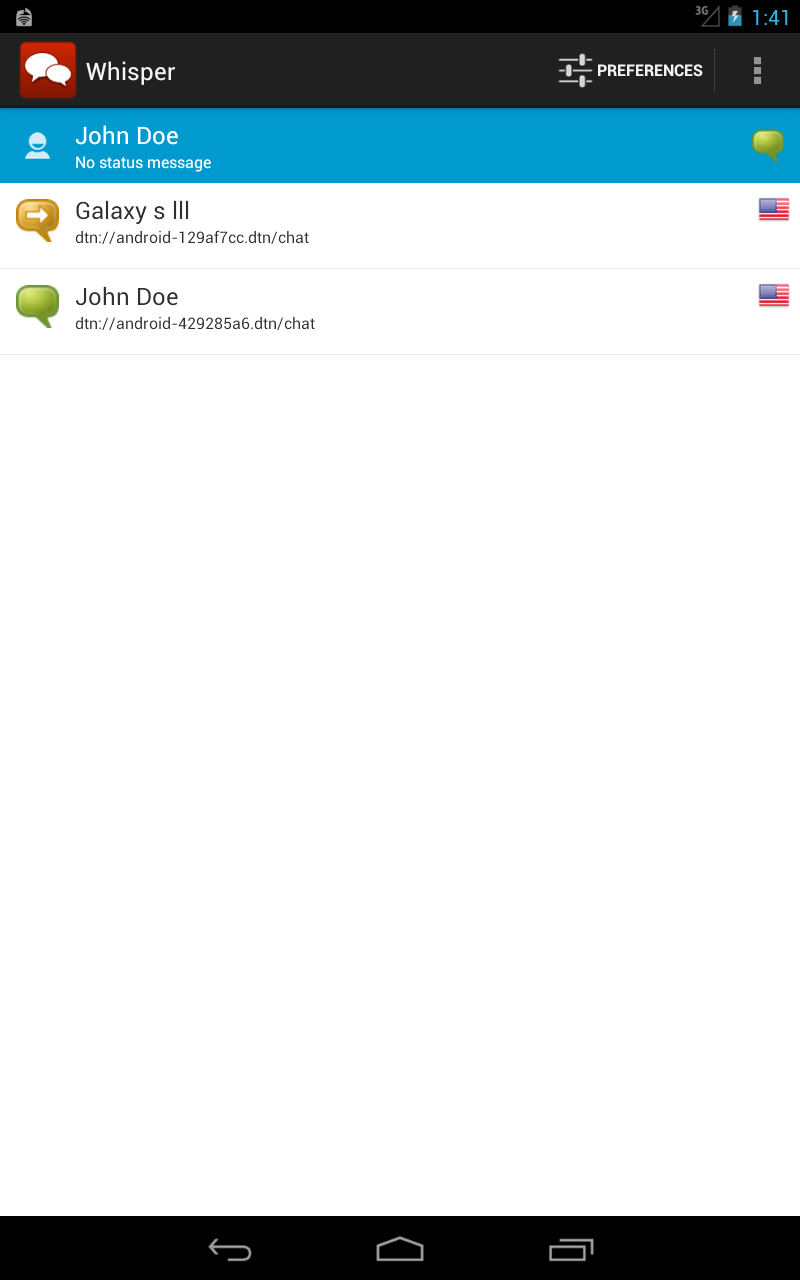 3G 1:41
Whisper PREFERENCES
John Doe
No status message
Galaxy s lll
dtn://android-129af7cc.dtn/chat
John Doe
dtn://android-429285a6.dtn/chat